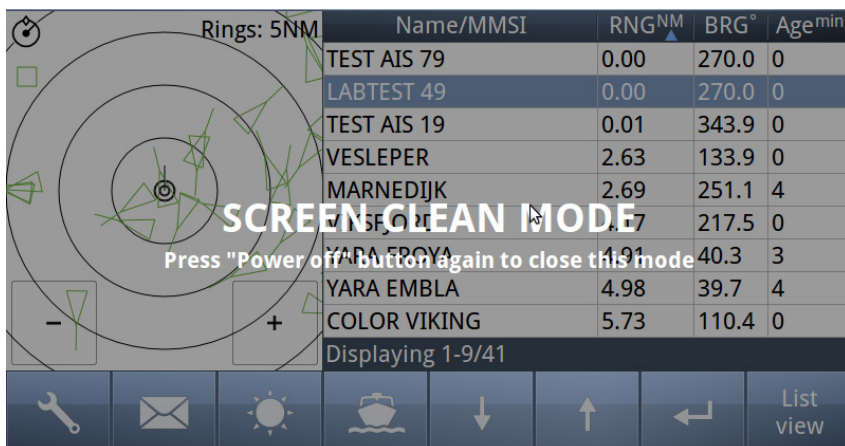 Rings: 5NM
Name/MMSI RNG NM BRG° Age min
TEST AIS 79 0.00 270.0 0
LABTEST 49 0.00 270.0 0
TEST AIS 19 0.01 343.9 0
VESLEPER 2.63 133.9 0
MARNEDIJK 2.69 251.1 4
SCREEN CLEAN MODE
217.5 0
Press "Power off" button again to close this mode
YARA FROYA 4.91 40.3 3
YARA EMBLA 4.98 39.7 4
COLOR VIKING 5.73 110.4 0
- +
Displaying 1-9/41
List
view